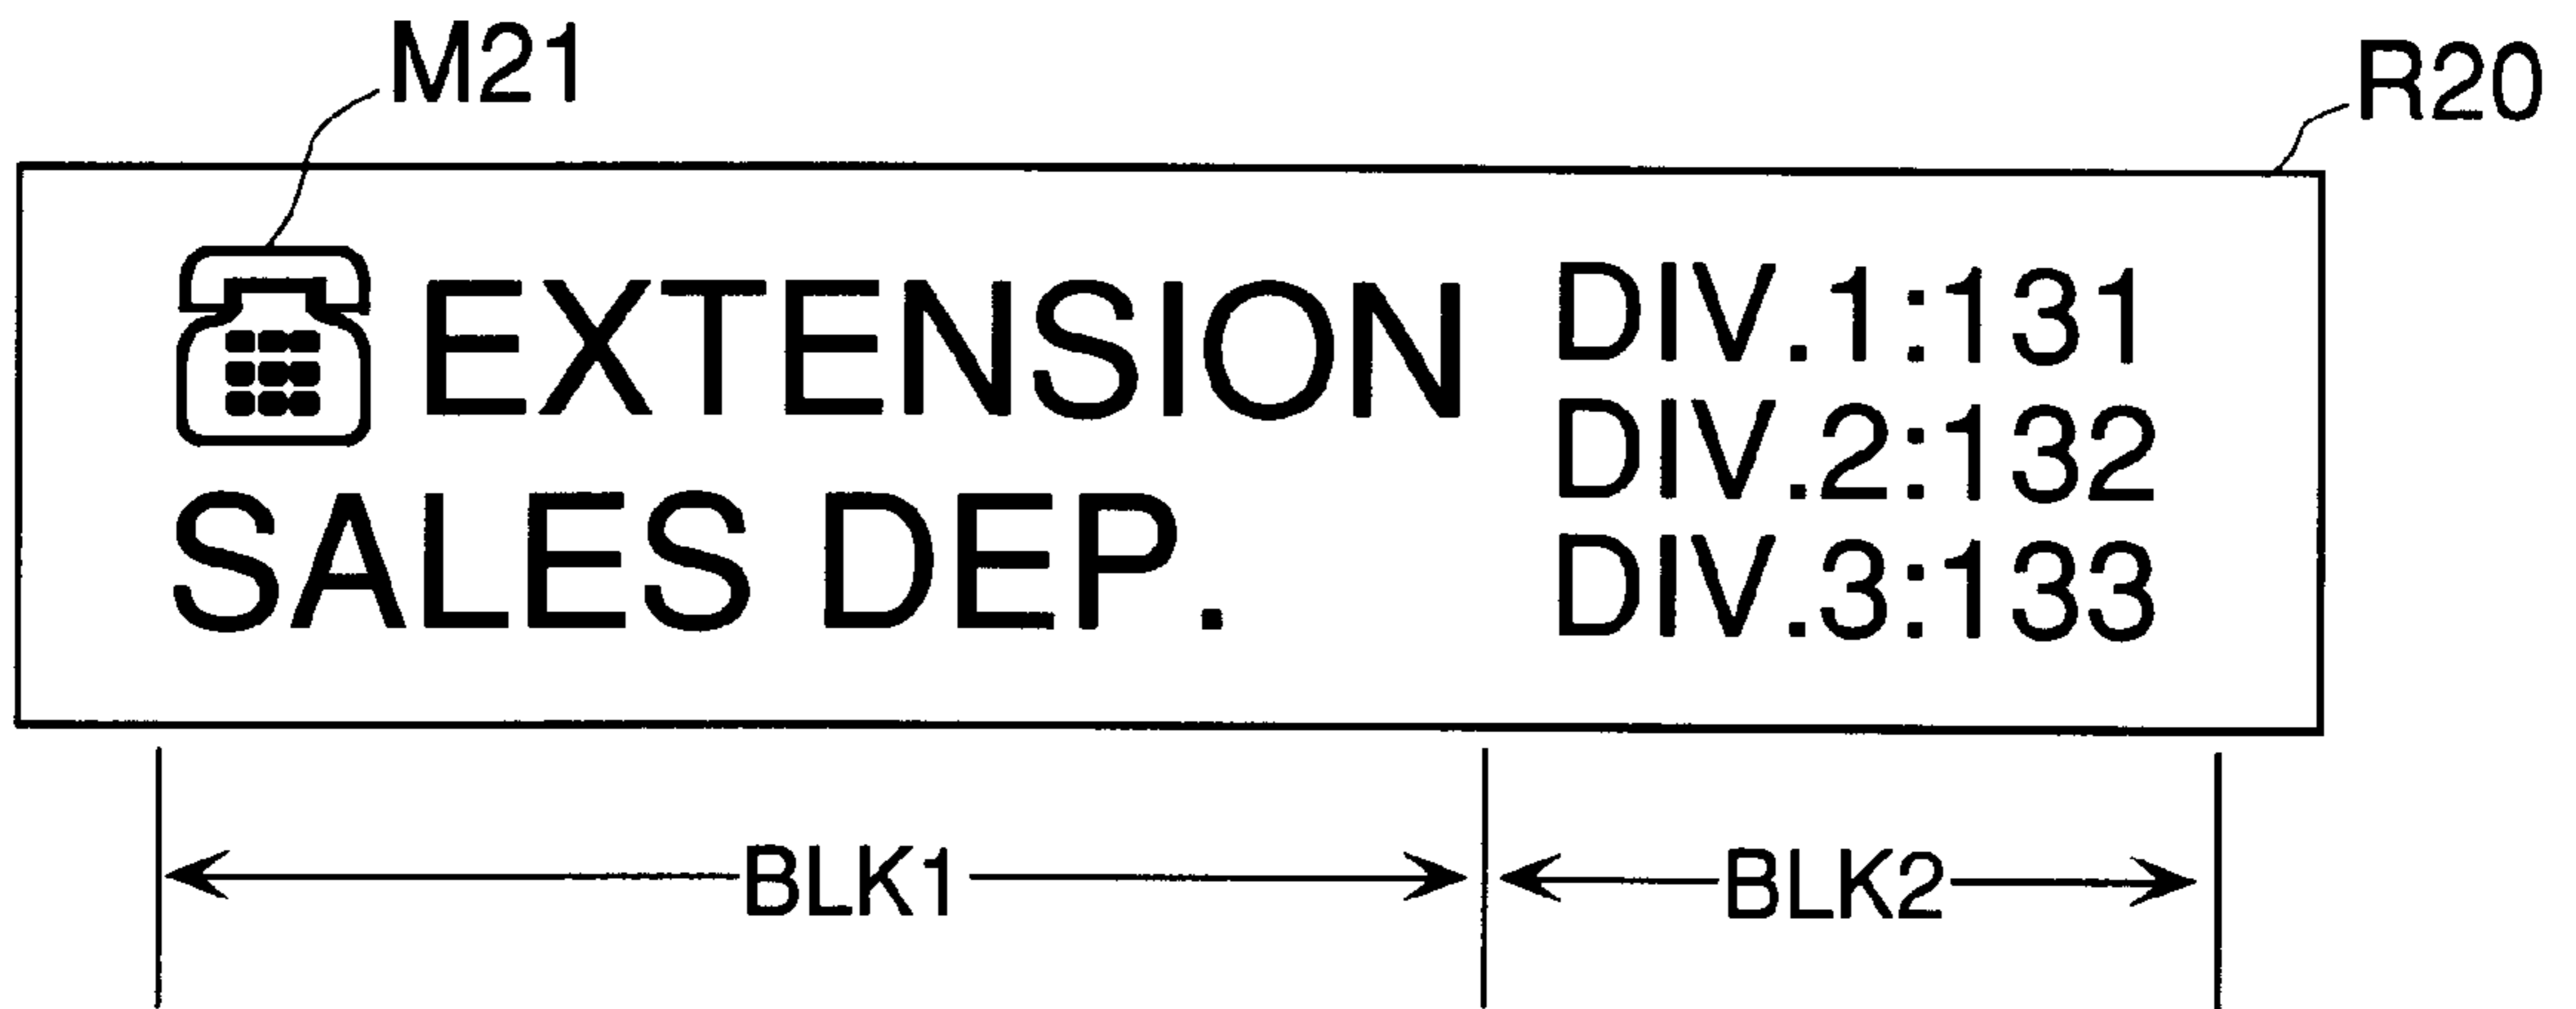 M21
R20
EXTENSION
SALES DEP.
DIV.1:131
DIV.2:132
DIV.3:133
BLK1
BLK2